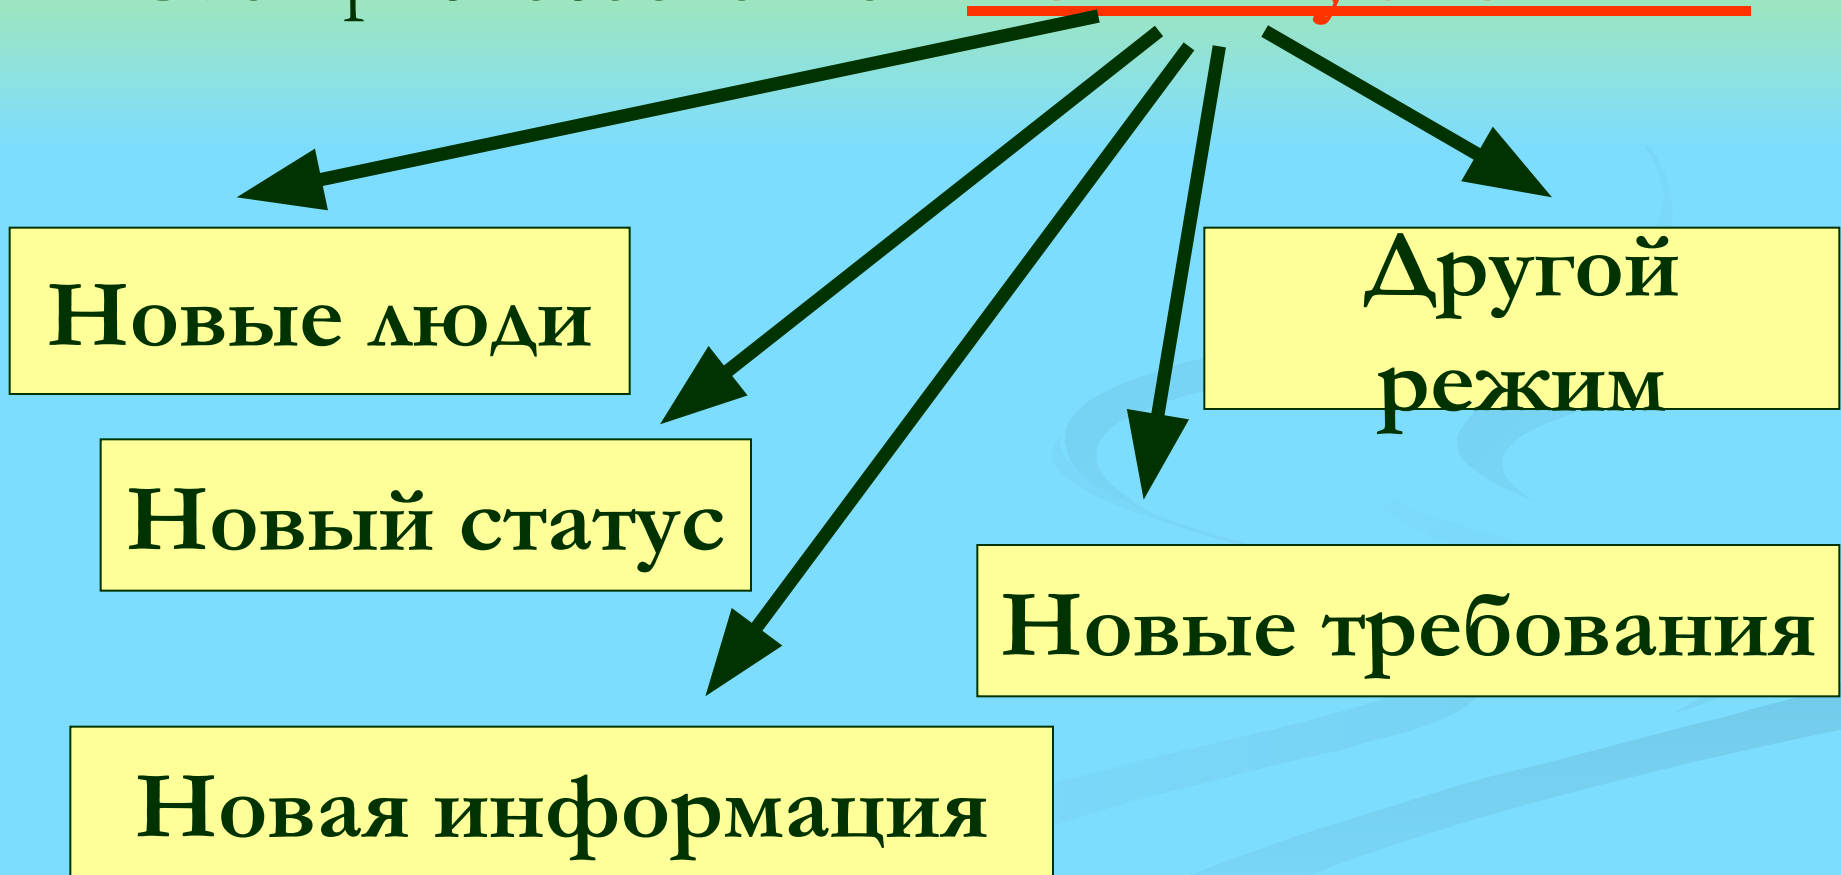 Новые люди
Другой
режим
Новый статус
Новые требования
Новая информация